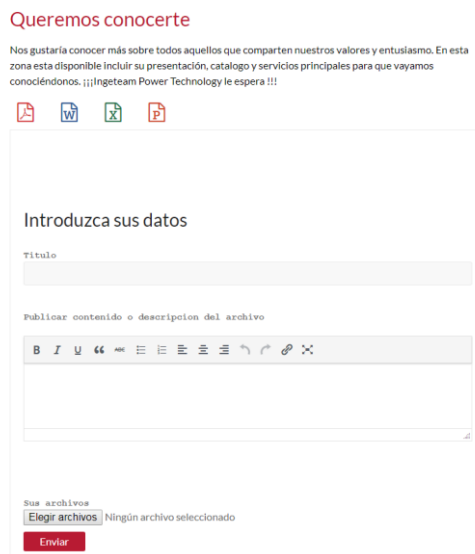 Queremos conocerte
Nos gustaría conocer más sobre todos aquellos que comparten nuestros valores y entusiasmo. En esta
zona esta disponible incluir su presentación, catalogo y servicios principales para que vayamos
conociéndonos. ¡¡¡Ingeteam Power Technology le espera !!!
W X P
Introduzca sus datos
Titulo
Publicar contenido o descripcion del archivo
B I U “ ABC
Sus archivos
Elegir archivos Ningún archivo seleccionado
Enviar